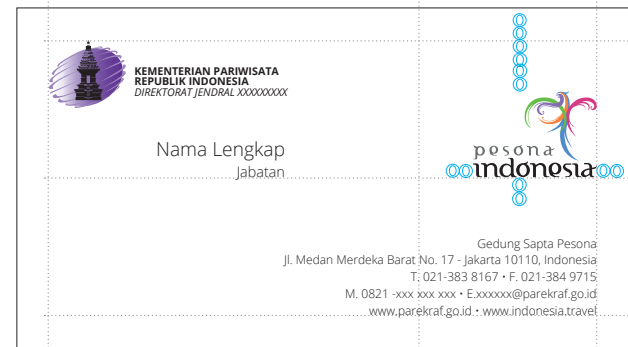 KEMENTERIAN PARIWISATA
REPUBLIK INDONESIA
DIREKTORAT JENDRAL XXXXXXXXX
Nama Lengkap
Jabatan
pesona
indonesia
Gedung Sapta Pesona
Jl. Medan Merdeka Barat No. 17 - Jakarta 10110, Indonesia
T. 021-383 8167 • F. 021-384 9715
M. 0821 -xxx xxx xxx • E.xxxxxx@parekraf.go.id
www.parekraf.go.id • www.indonesia.travel